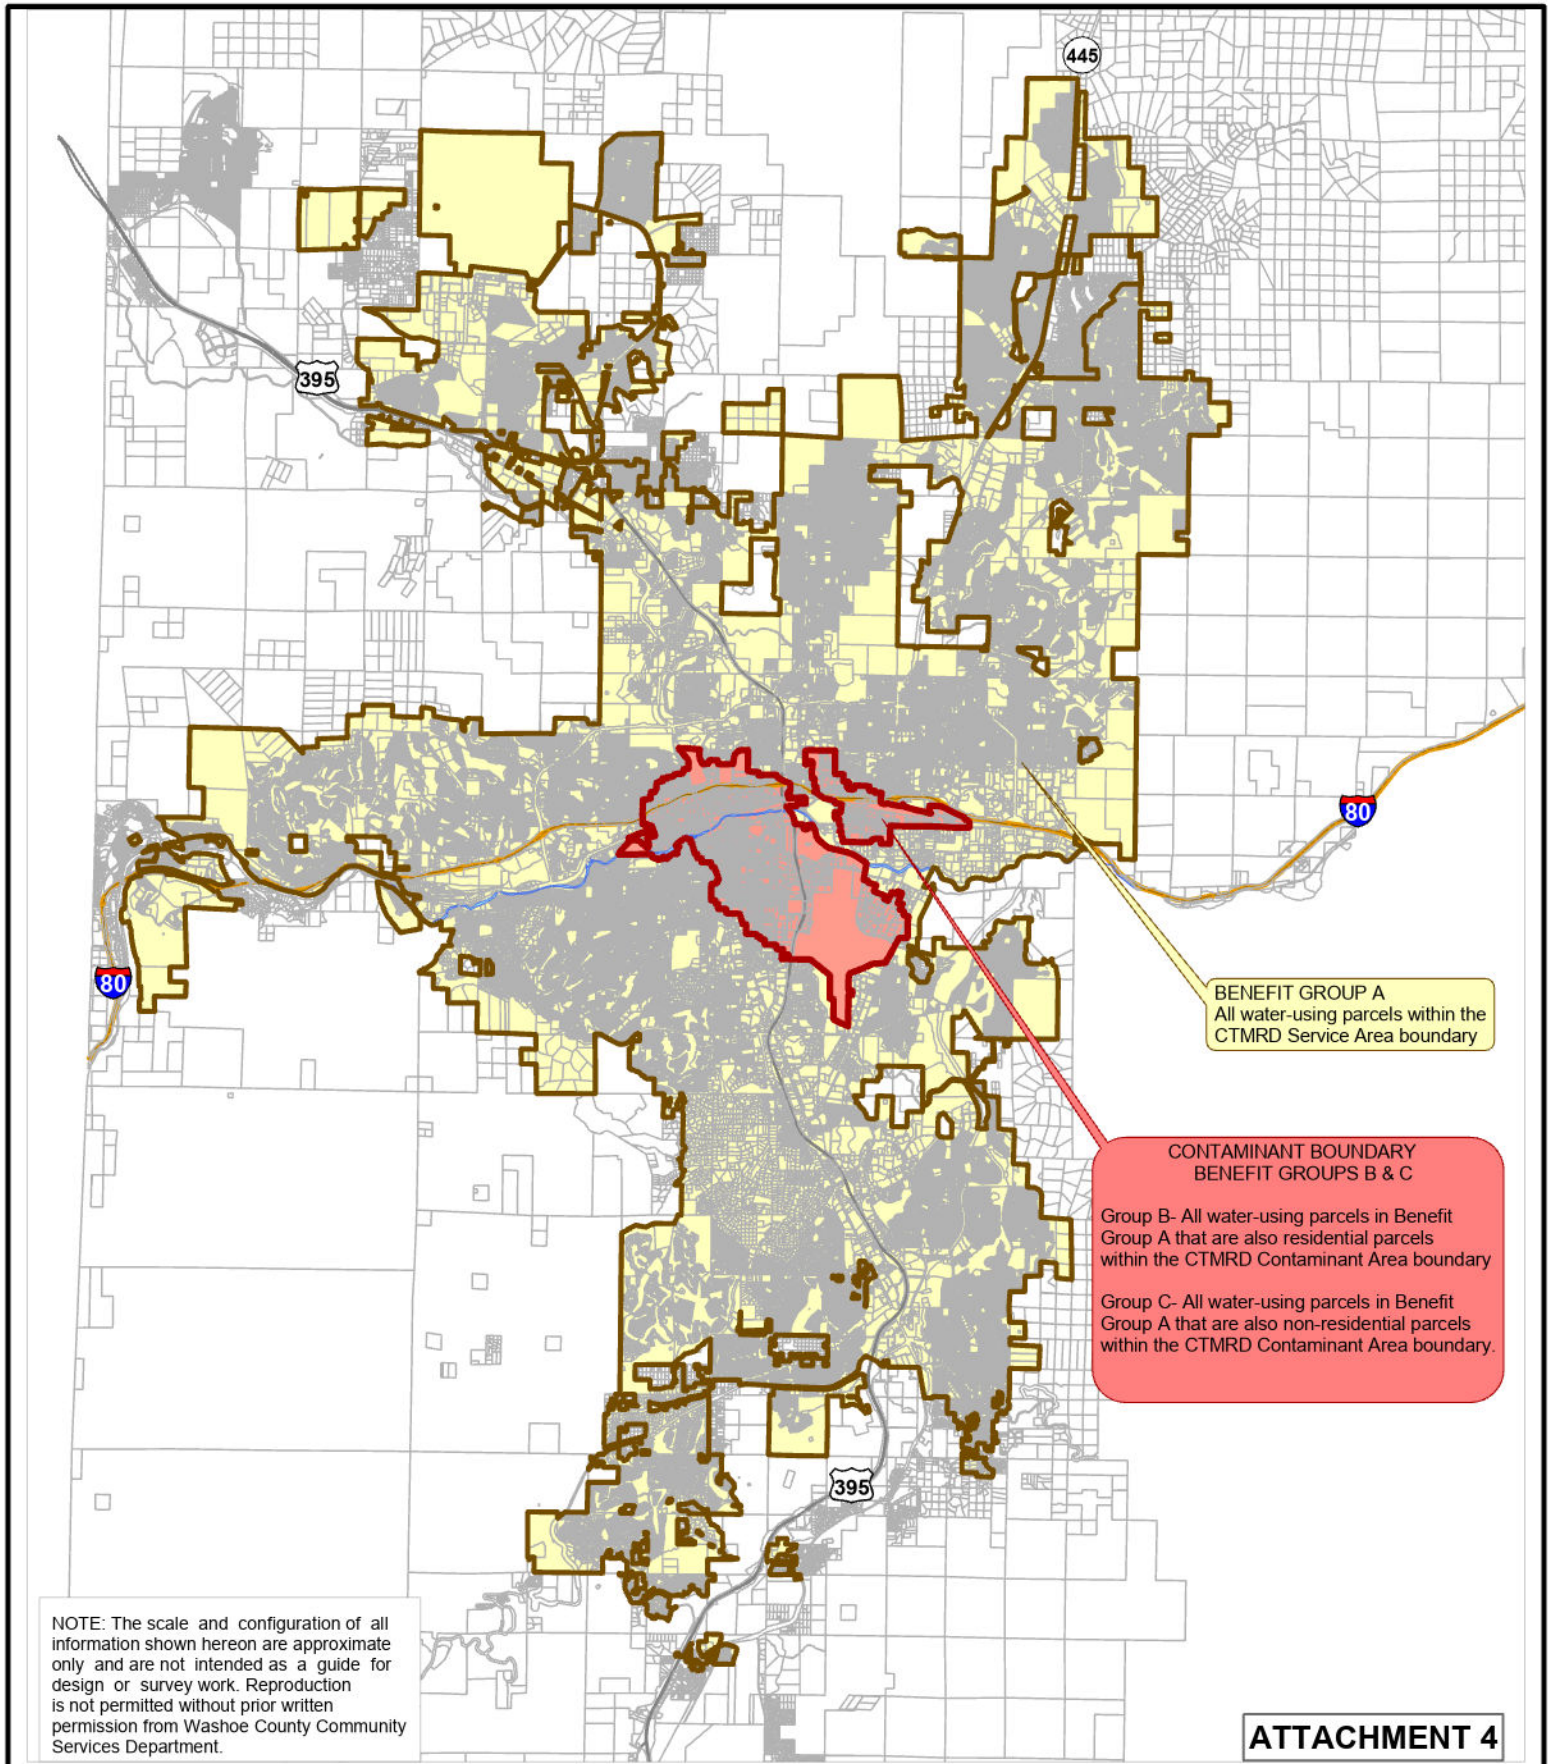 445
395
80
80
BENEFIT GROUP A
All water-using parcels within the
CTMRD Service Area boundary
CONTAMINANT BOUNDARY
BENEFIT GROUPS B & C
Group B- All water-using parcels in Benefit
Group A that are also residential parcels
within the CTMRD Contaminant Area boundary
Group C- All water-using parcels in Benefit
Group A that are also non-residential parcels
within the CTMRD Contaminant Area boundary.
395
NOTE: The scale and configuration of all
information shown hereon are approximate
only and are not intended as a guide for
design or survey work. Reproduction
is not permitted without prior written
permission from Washoe County Community
Services Department.
ATTACHMENT 4